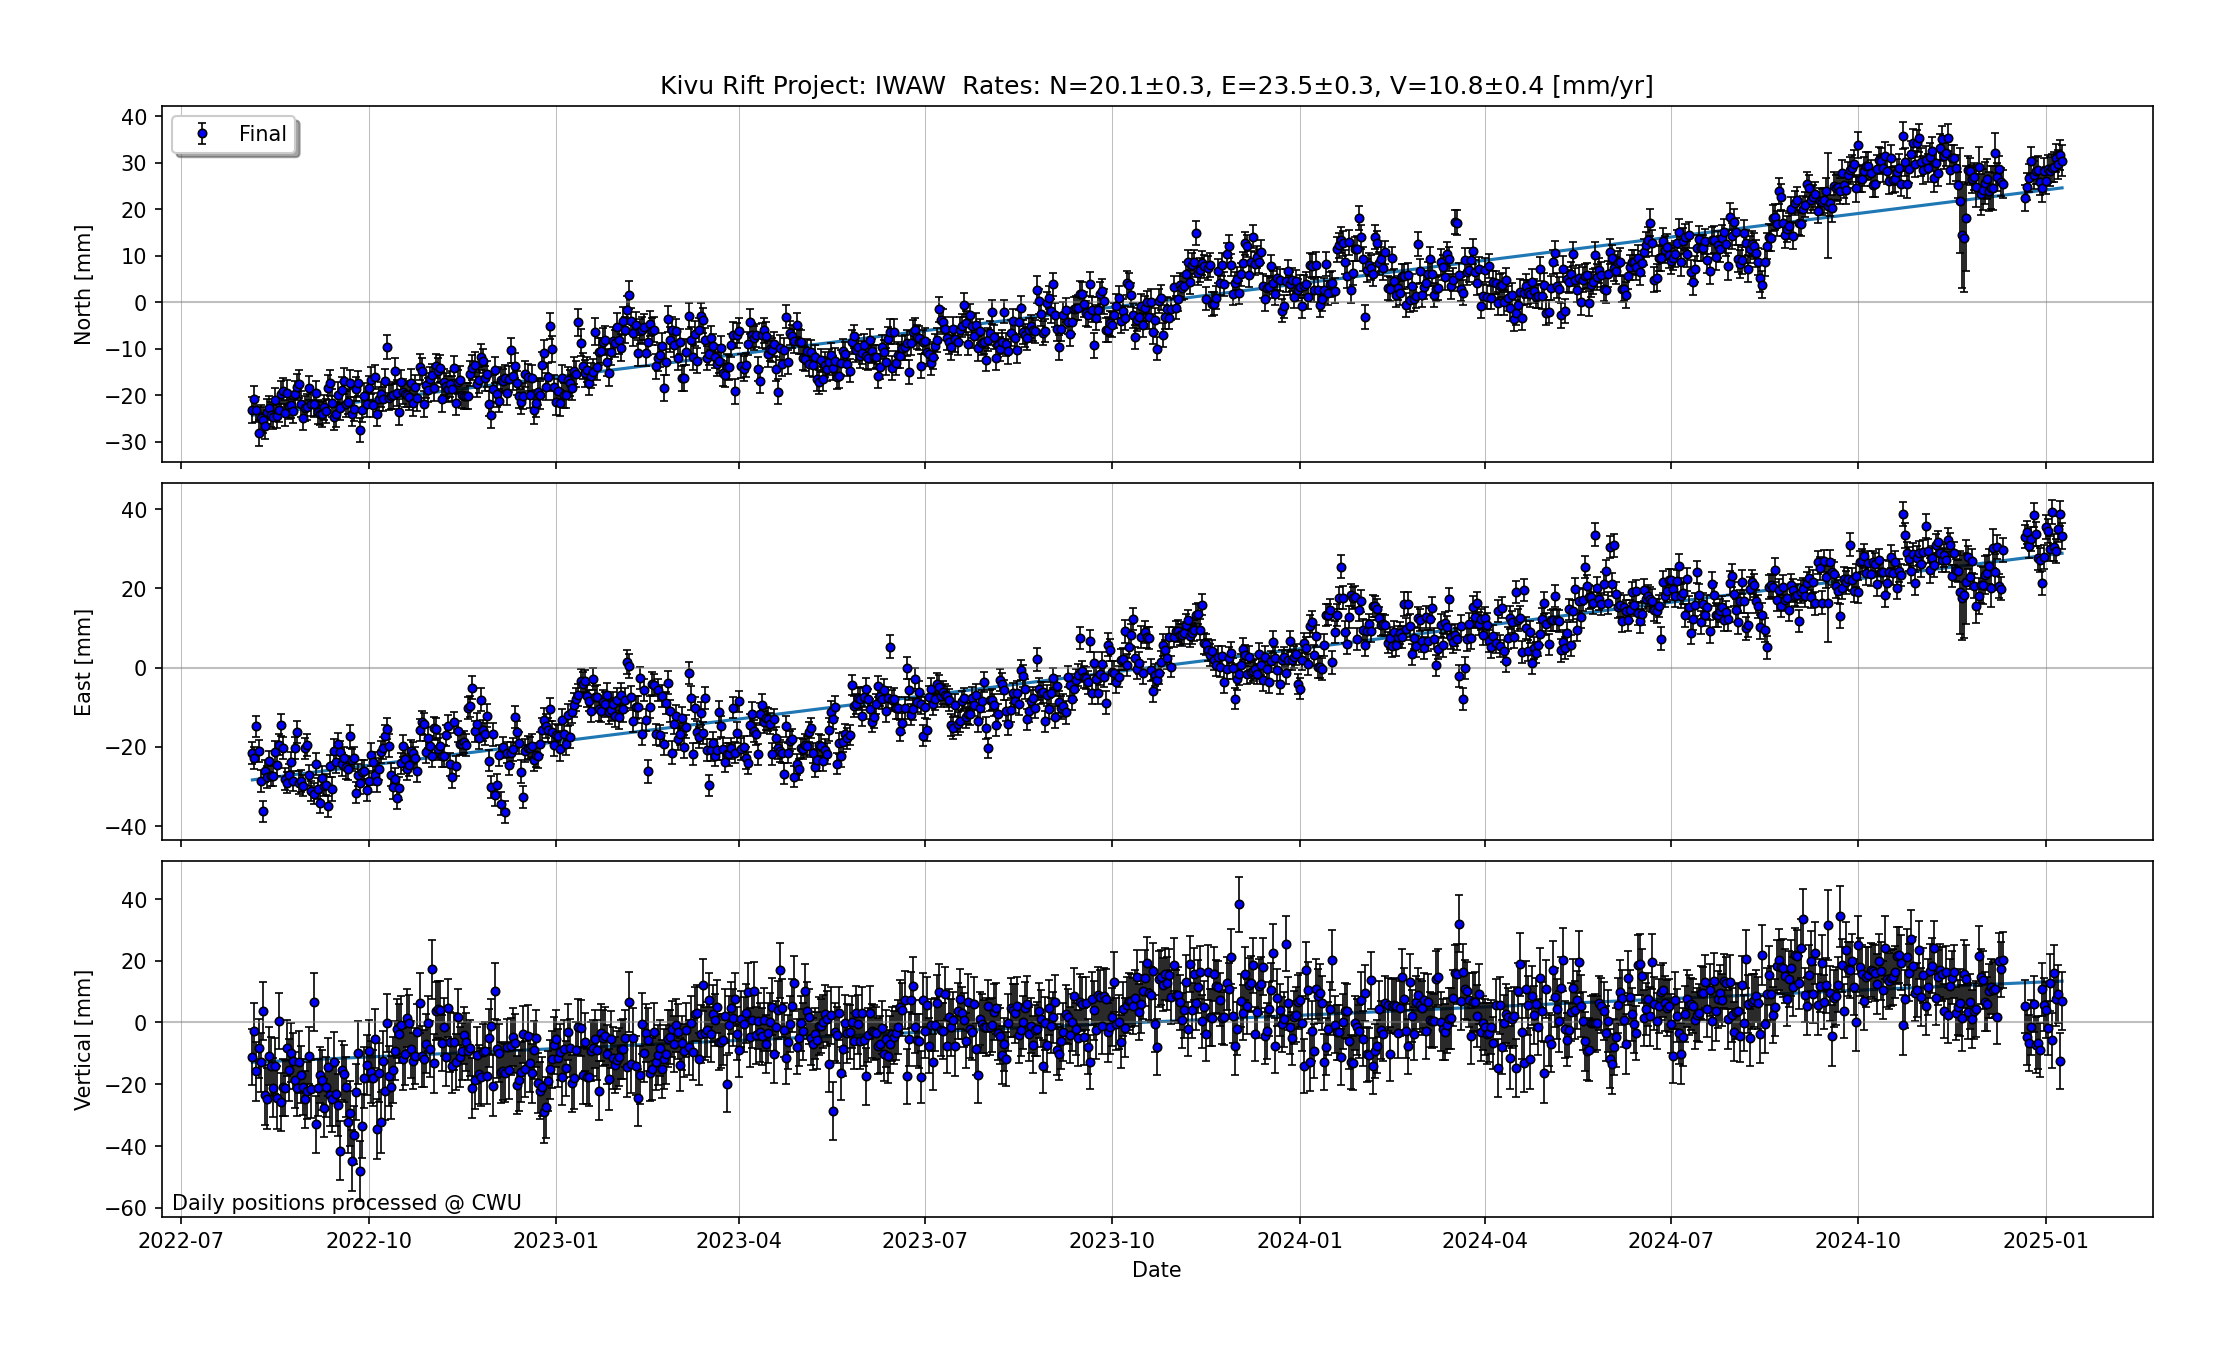 Kivu Rift Project: IWAW  Rates: N=20.1±0.3, E=23.5±0.3, V=10.8±0.4 [mm/yr]
Final
North [mm]
40
30
20
10
0
−10
−20
−30
East [mm]
40
20
0
−20
−40
Vertical [mm]
40
20
0
−20
−40
−60
Daily positions processed @ CWU
2022-07 2022-10 2023-01 2023-04 2023-07 2023-10 2024-01 2024-04 2024-07 2024-10 2025-01
Date